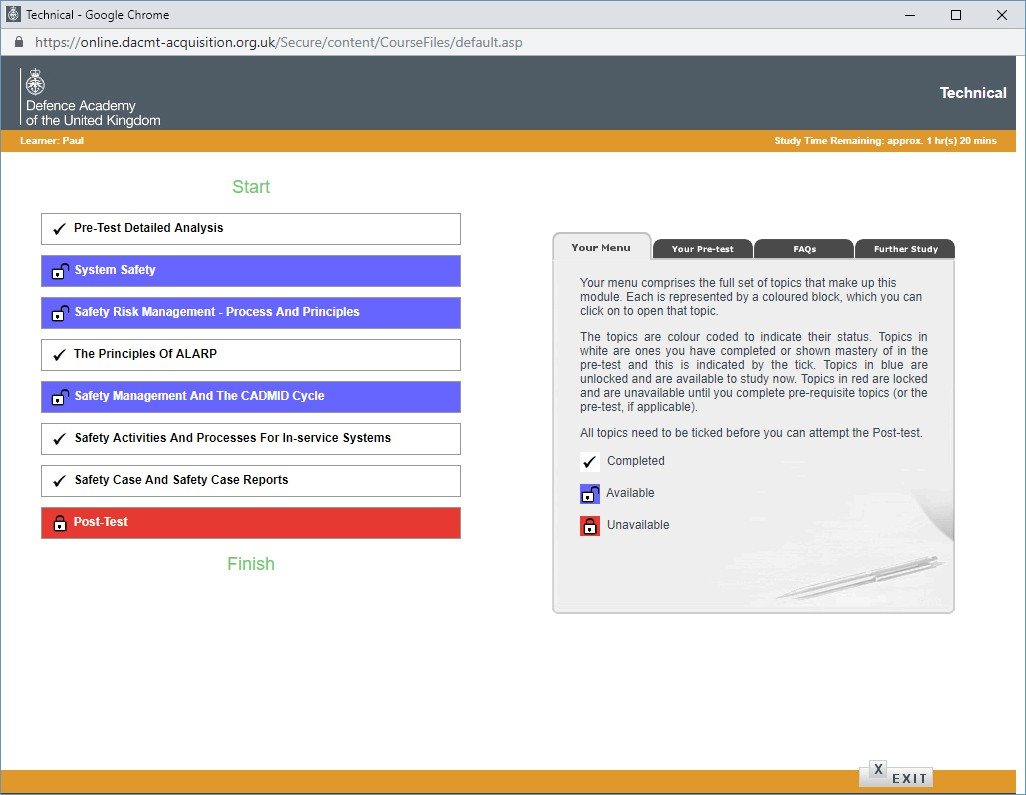 Technical - Google Chrome
https://online.dacmt-acquisition.org.uk/Secure/content/CourseFiles/default.asp
Defence Academy
of the United Kingdom
Technical
Learner: Paul
Study Time Remaining: approx. 1 hr(s) 20 mins
Start
Pre-Test Detailed Analysis
System Safety
Safety Risk Management - Process And Principles
The Principles Of ALARP
Safety Management And The CADMID Cycle
Safety Activities And Processes For In-service Systems
Safety Case And Safety Case Reports
Post-Test
Finish
Your Menu
Your Pre-test
FAQs
Further Study
Your menu comprises the full set of topics that make up this
module. Each is represented by a coloured block, which you can
click on to open that topic.
The topics are colour coded to indicate their status. Topics in
white are ones you have completed or shown mastery of in the
pre-test and this is indicated by the tick. Topics in blue are
unlocked and are available to study now. Topics in red are locked
and are unavailable until you complete pre-requisite topics (or the
pre-test, if applicable).
All topics need to be ticked before you can attempt the Post-test.
Completed
Available
Unavailable
X EXIT